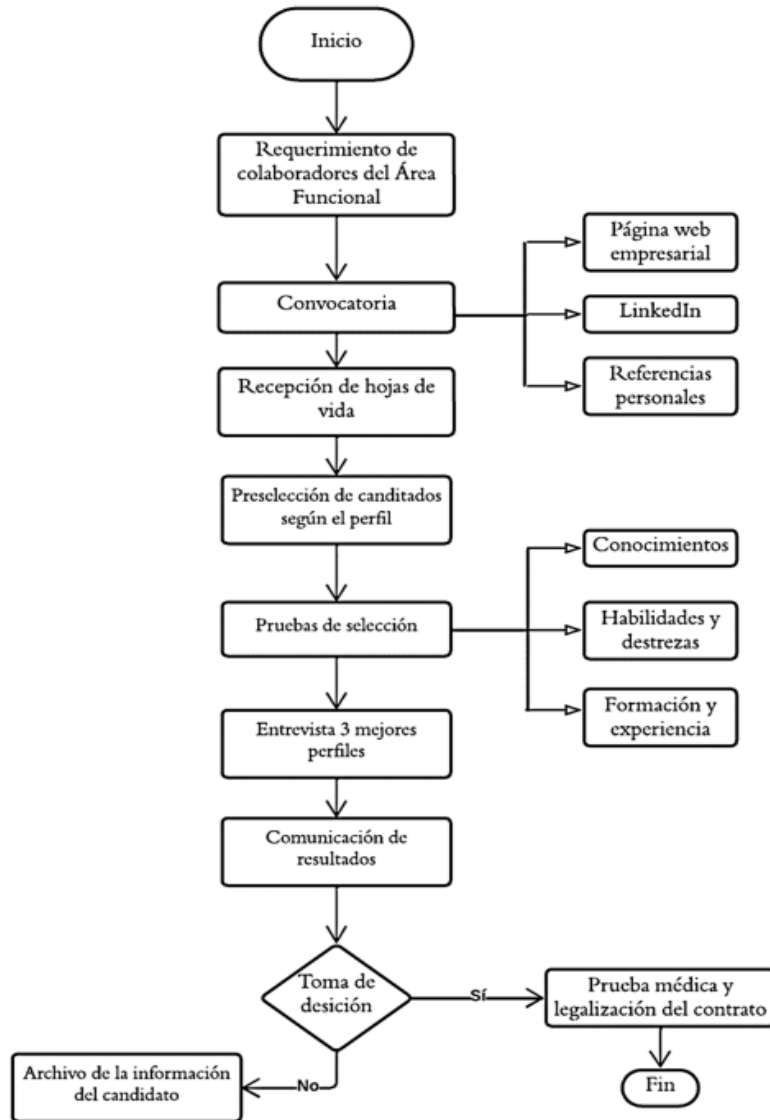 Inicio
Requerimiento de
colaboradores del Área
Funcional
Página web
empresarial
Convocatoria
LinkedIn
Recepción de hojas de
vida
Referencias
personales
Preselección de canditados
según el perfil
Conocimientos
Pruebas de selección
Habilidades y
destrezas
Entrevista 3 mejores
perfiles
Formación y
experiencia
Comunicación de
resultados
Toma de
desición
Sí
Prueba médica y
legalización del contrato
No
Archivo de la información
del candidato
Fin